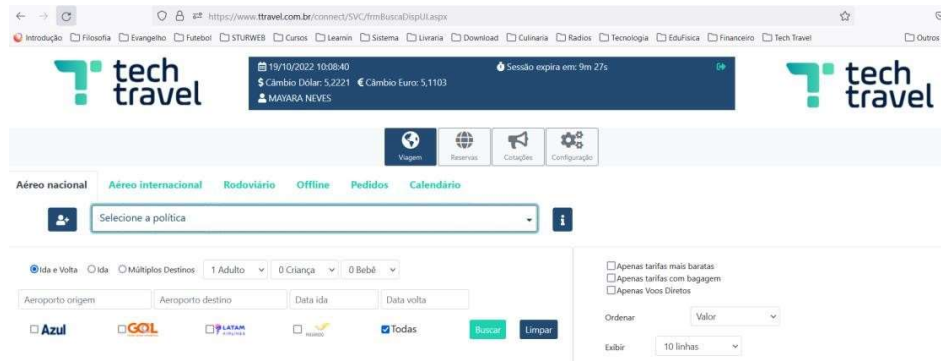 https://www.ttravel.com.br/connect/SVC/frmBuscaDispUI.aspx
Introdução Filosofia Evangelho Futebol STURWEB Cursos Learnin Sistema Livraria Download Culinaria Radios Tecnologia EduFisica Financeiro Tech Travel Outros
tech travel
19/10/2022 10:08:40
Sessão expira em: 9m 27s
$ Câmbio Dólar: 5,2221 € Câmbio Euro: 5,1103
MAYARA NEVES
tech travel
Viagem Reservas Cotações Configuração
Aéreo nacional Aéreo internacional Rodoviário Offline Pedidos Calendário
Selecione a política
Ida e Volta Ida Múltiplos Destinos 1 Adulto 0 Criança 0 Bebê
Apenas tarifas mais baratas
Apenas tarifas com bagagem
Apenas Voos Diretos
Aeroporto origem Aeroporto destino Data ida Data volta
Ordenar Valor
Azul GOL LATAM AIRLINES Todas Buscar Limpar
Exibir 10 linhas